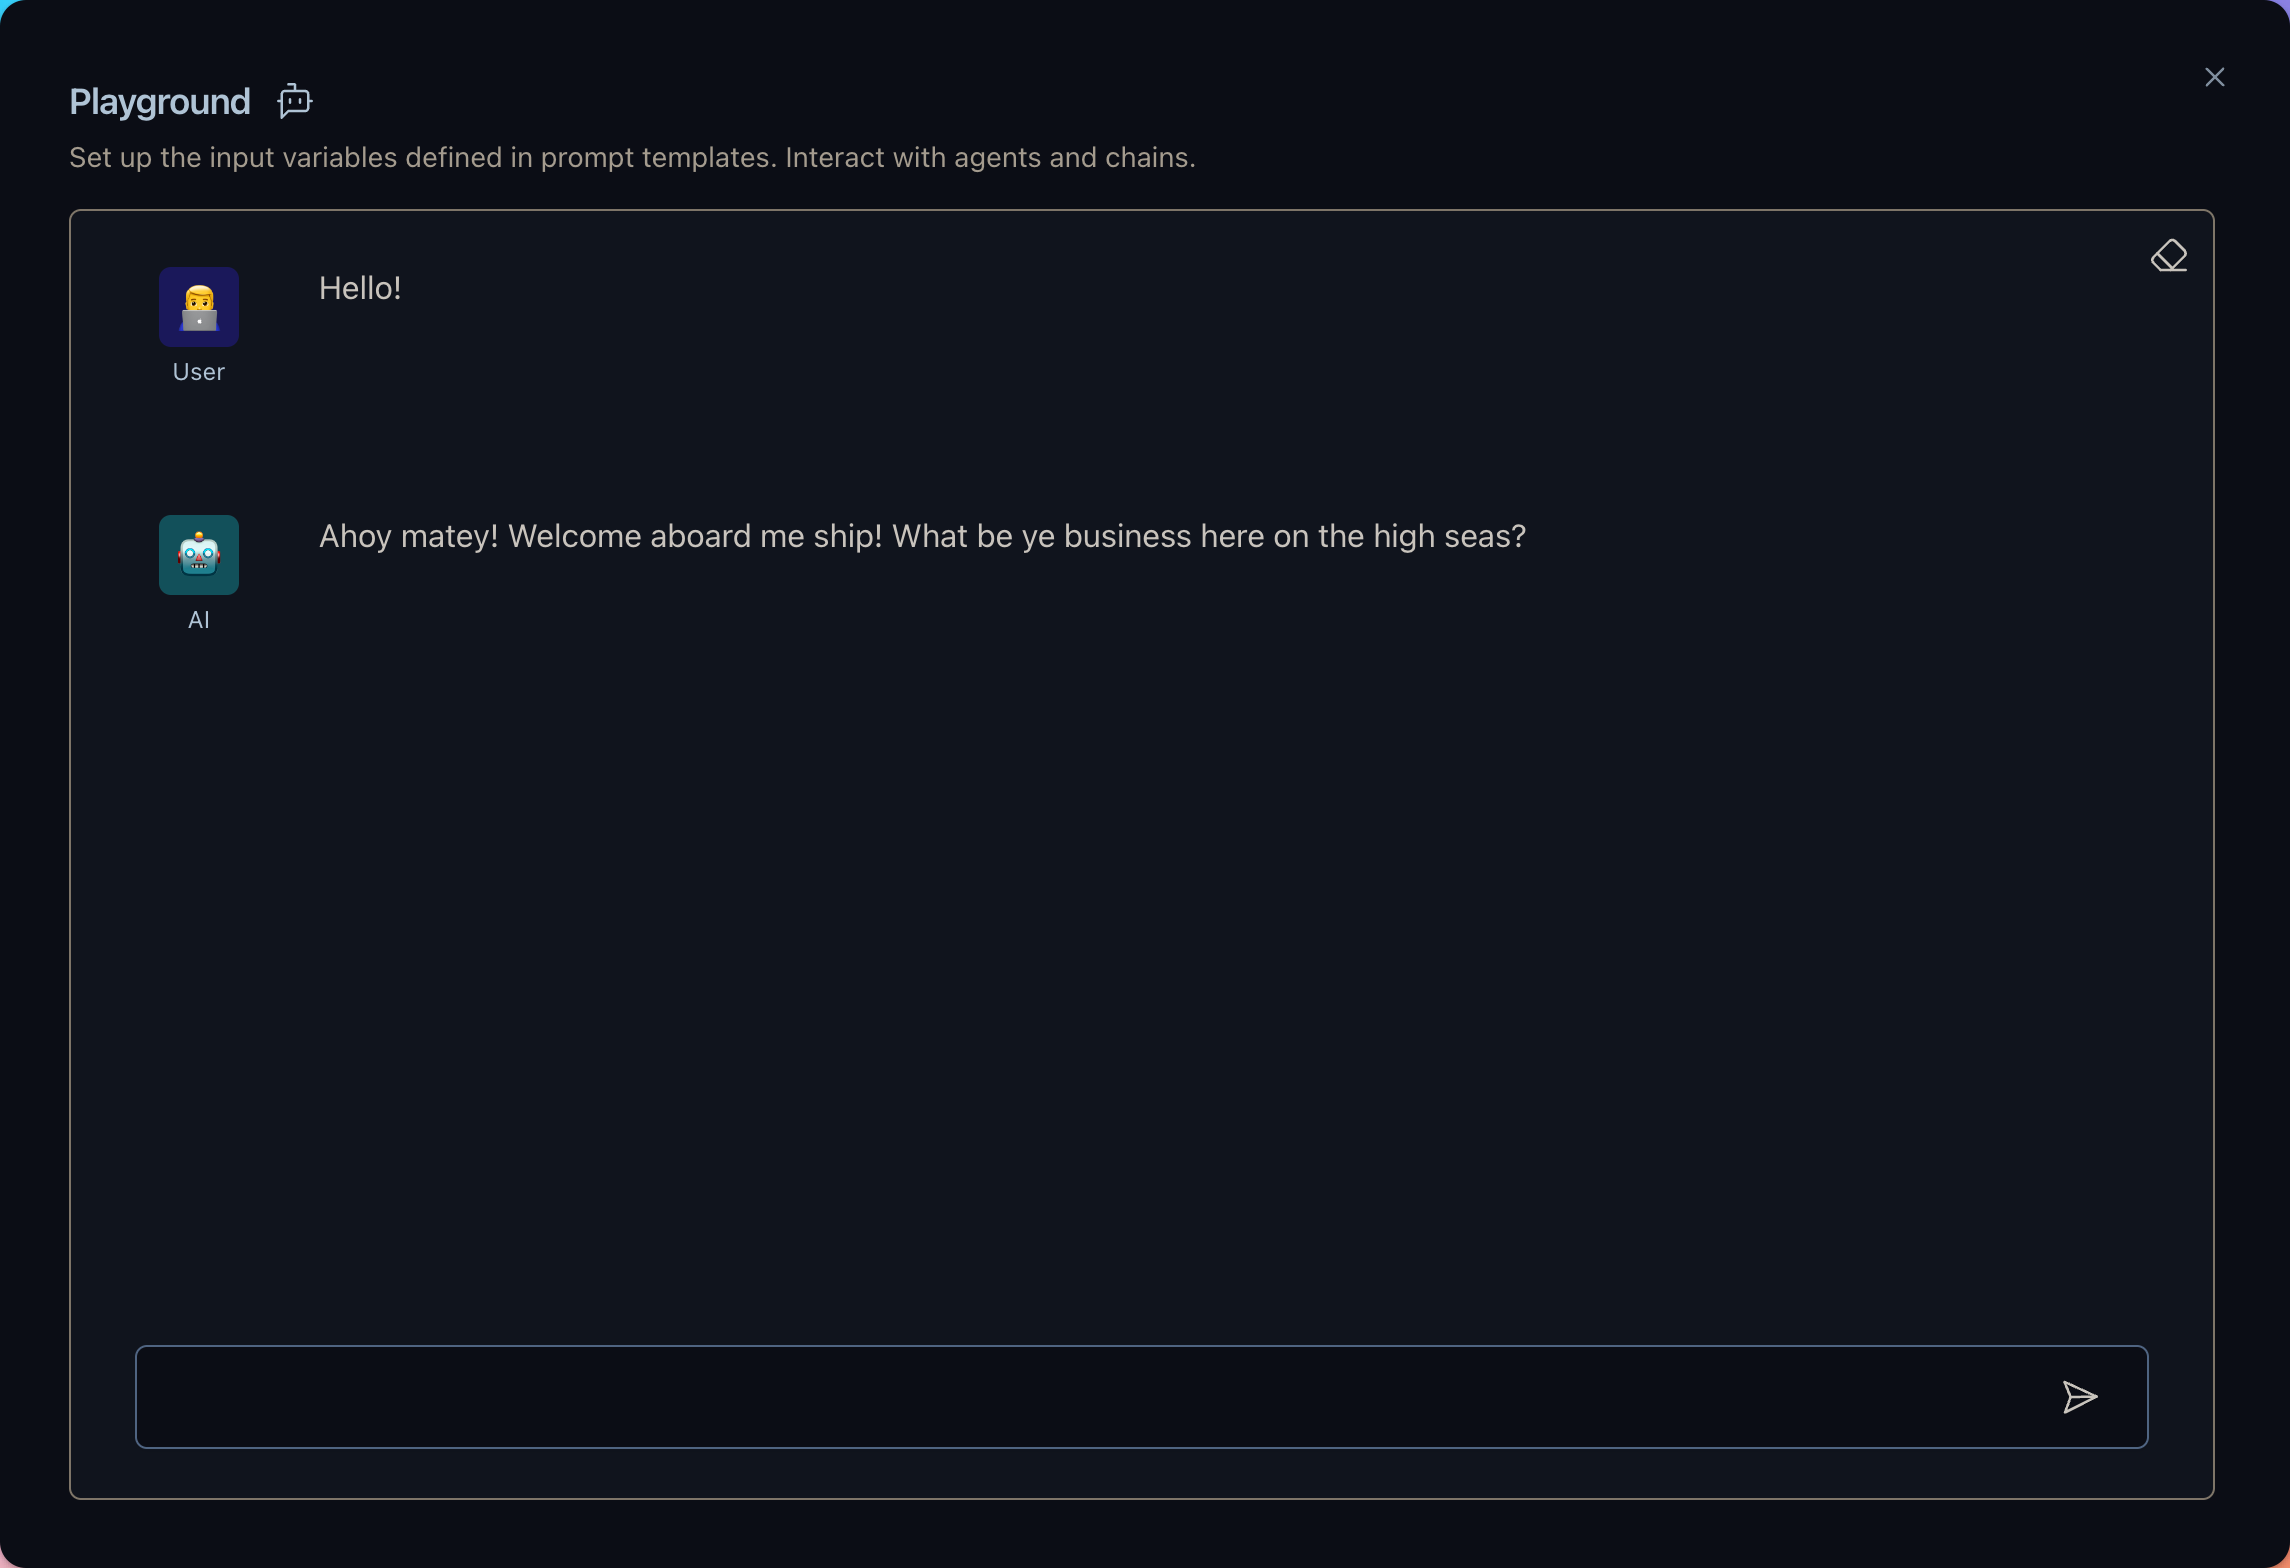 Playground
Set up the input variables defined in prompt templates. Interact with agents and chains.
Hello!
User
Ahoy matey! Welcome aboard me ship! What be ye business here on the high seas?
AI